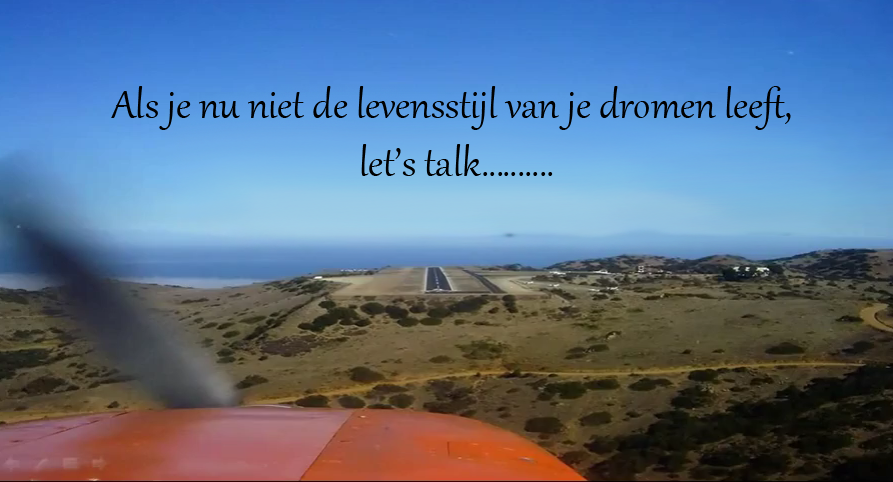 Als je nu niet de levensstijl van je dromen leeft,
let's talk..........